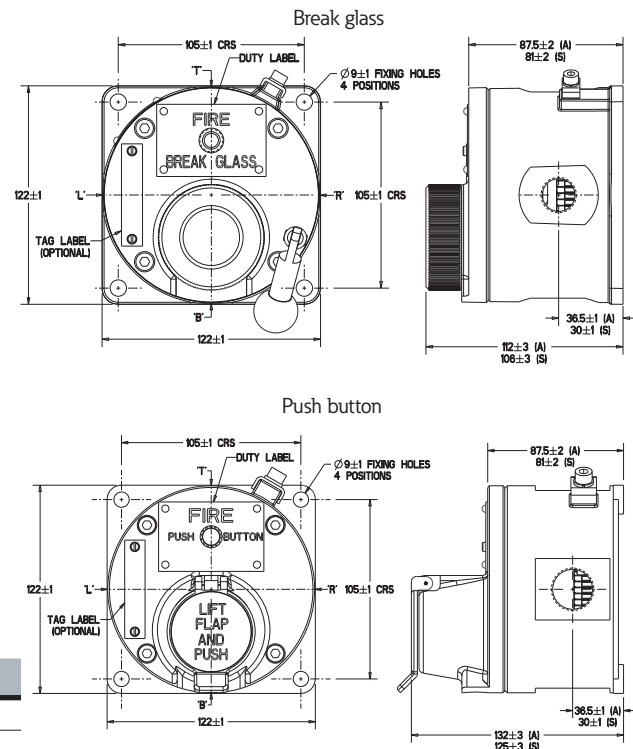 Break glass
105±1 CRS
DUTY LABEL
'T'
Ø9±1 FIXING HOLES
4 POSITIONS
FIRE
BREAK GLASS
122±1
'L'
'R'
105±1 CRS
TAG LABEL
(OPTIONAL)
'B'
122±1
87.5±2 (A)
81±2 (S)
36.5±1 (A)
30±1 (S)
112±3 (A)
106±3 (S)
Push button
105±1 CRS
DUTY LABEL
'T'
Ø9±1 FIXING HOLES
4 POSITIONS
FIRE
PUSH BUTTON
122±1
'L'
'R'
105±1 CRS
TAG LABEL
(OPTIONAL)
LIFT
FLAP
AND
PUSH
'B'
122±1
87.5±2 (A)
81±2 (S)
36.5±1 (A)
30±1 (S)
132±3 (A)
125±3 (S)